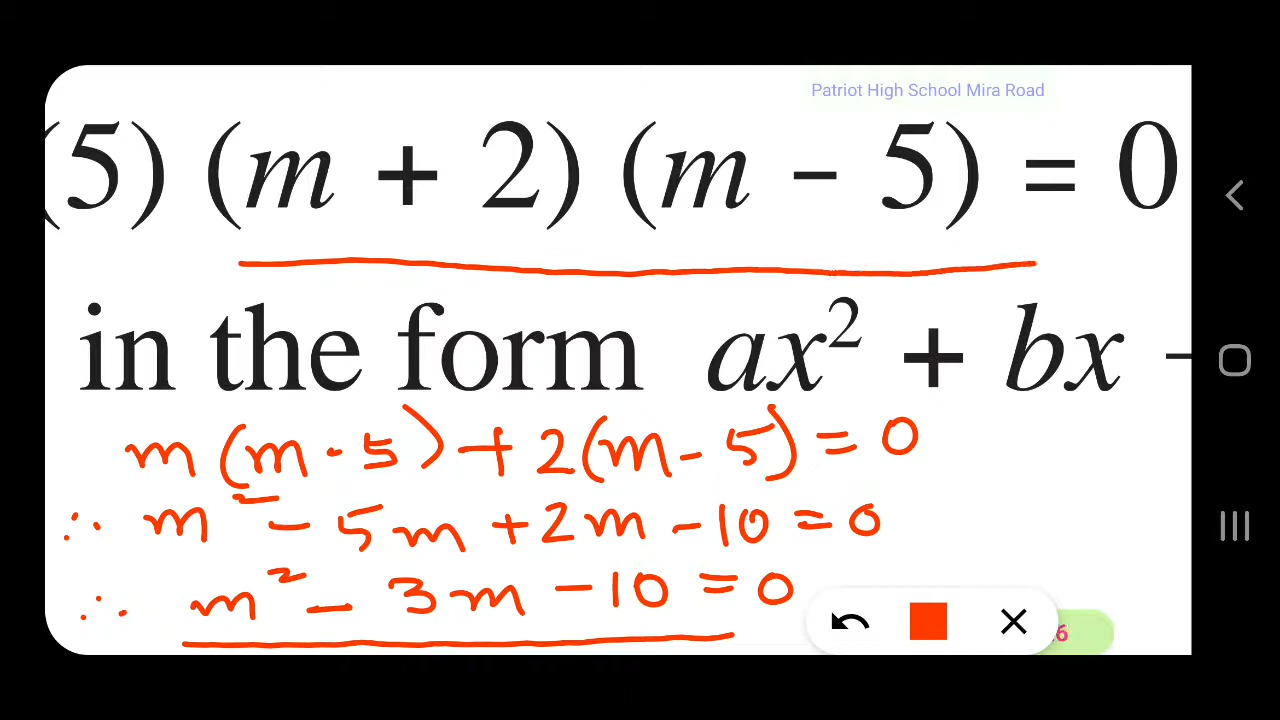 Patriot High School Mira Road
(5) (m + 2) (m − 5) = 0
in the form ax² + bx
m(m - 5) + 2(m - 5) = 0
∴ m² - 5m + 2m - 10 = 0
∴ m² - 3m - 10 = 0
6